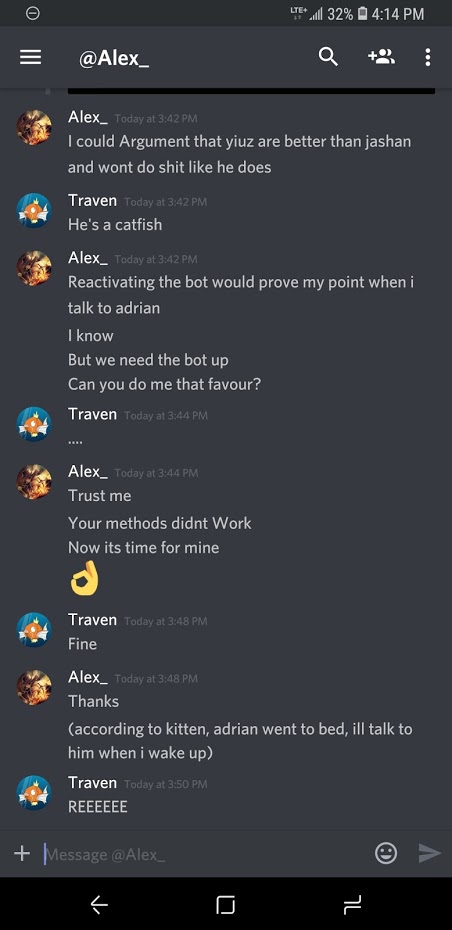 LTE+ 32% 4:14 PM
@Alex_
Alex_ Today at 3:42 PM
I could Argument that yiuz are better than jashan
and wont do shit like he does
Traven Today at 3:42 PM
He's a catfish
Alex_ Today at 3:42 PM
Reactivating the bot would prove my point when i
talk to adrian
I know
But we need the bot up
Can you do me that favour?
Traven Today at 3:44 PM
....
Alex_ Today at 3:44 PM
Trust me
Your methods didnt Work
Now its time for mine
👌
Traven Today at 3:48 PM
Fine
Alex_ Today at 3:48 PM
Thanks
(according to kitten, adrian went to bed, ill talk to
him when i wake up)
Traven Today at 3:50 PM
REEEEEE
Message @Alex_